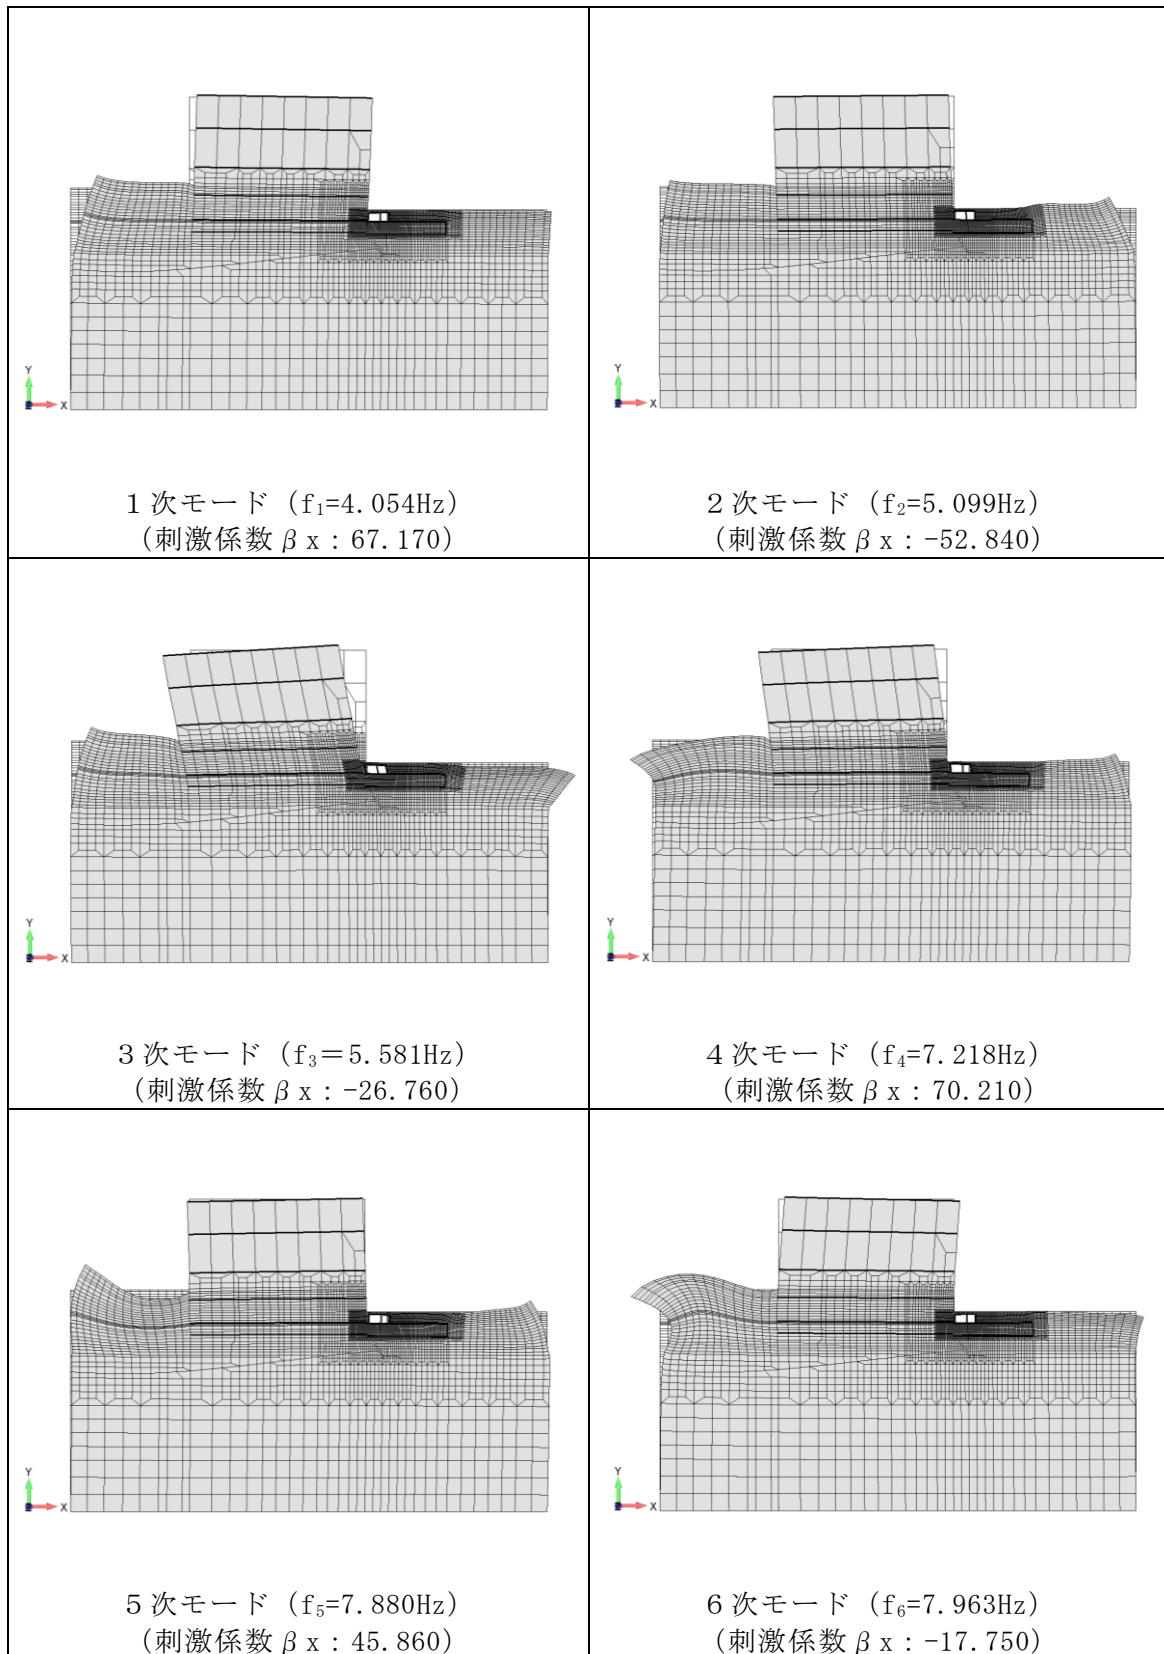 Y
X
1次モード（f₁=4.054Hz）
（刺激係数βx：67.170）
Y
X
2次モード（f₂=5.099Hz）
（刺激係数βx：-52.840）
Y
X
3次モード（f₃＝5.581Hz）
（刺激係数βx：-26.760）
Y
X
4次モード（f₄=7.218Hz）
（刺激係数βx：70.210）
Y
X
5次モード（f₅=7.880Hz）
（刺激係数βx：45.860）
Y
X
6次モード（f₆=7.963Hz）
（刺激係数βx：-17.750）